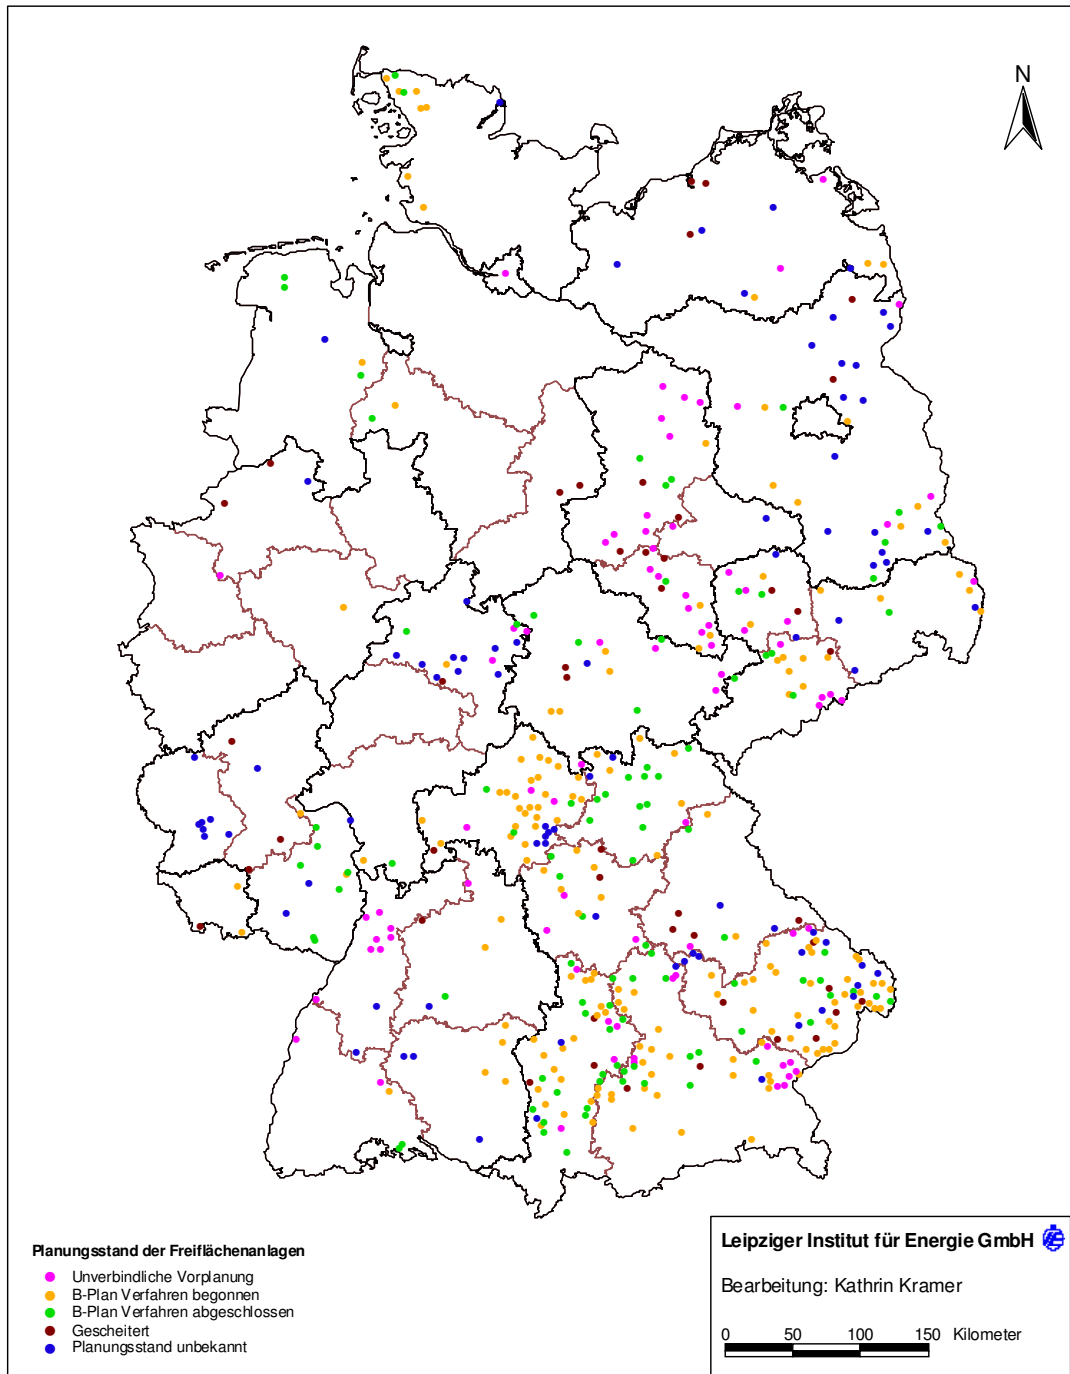 N
Planungsstand der Freiflächenanlagen
Unverbindliche Vorplanung
B-Plan Verfahren begonnen
B-Plan Verfahren abgeschlossen
Gescheitert
Planungsstand unbekannt
Leipziger Institut für Energie GmbH
Bearbeitung: Kathrin Kramer
0 50 100 150 Kilometer